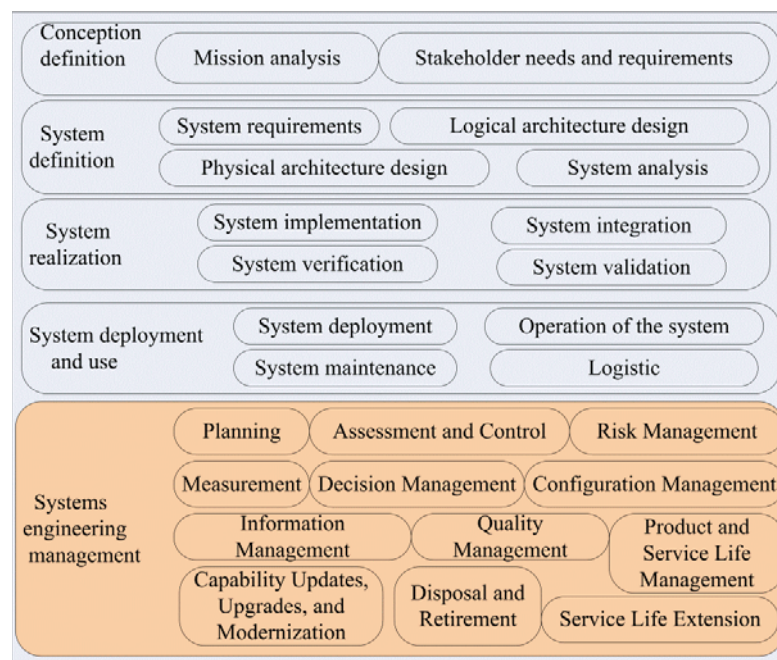 Conception
definition
Mission analysis
Stakeholder needs and requirements
System
definition
System requirements
Logical architecture design
Physical architecture design
System analysis
System
realization
System implementation
System integration
System verification
System validation
System deployment
and use
System deployment
Operation of the system
System maintenance
Logistic
Systems
engineering
management
Planning
Assessment and Control
Risk Management
Measurement
Decision Management
Configuration Management
Information
Management
Quality
Management
Product and
Service Life
Management
Capability Updates,
Upgrades, and
Modernization
Disposal and
Retirement
Service Life Extension